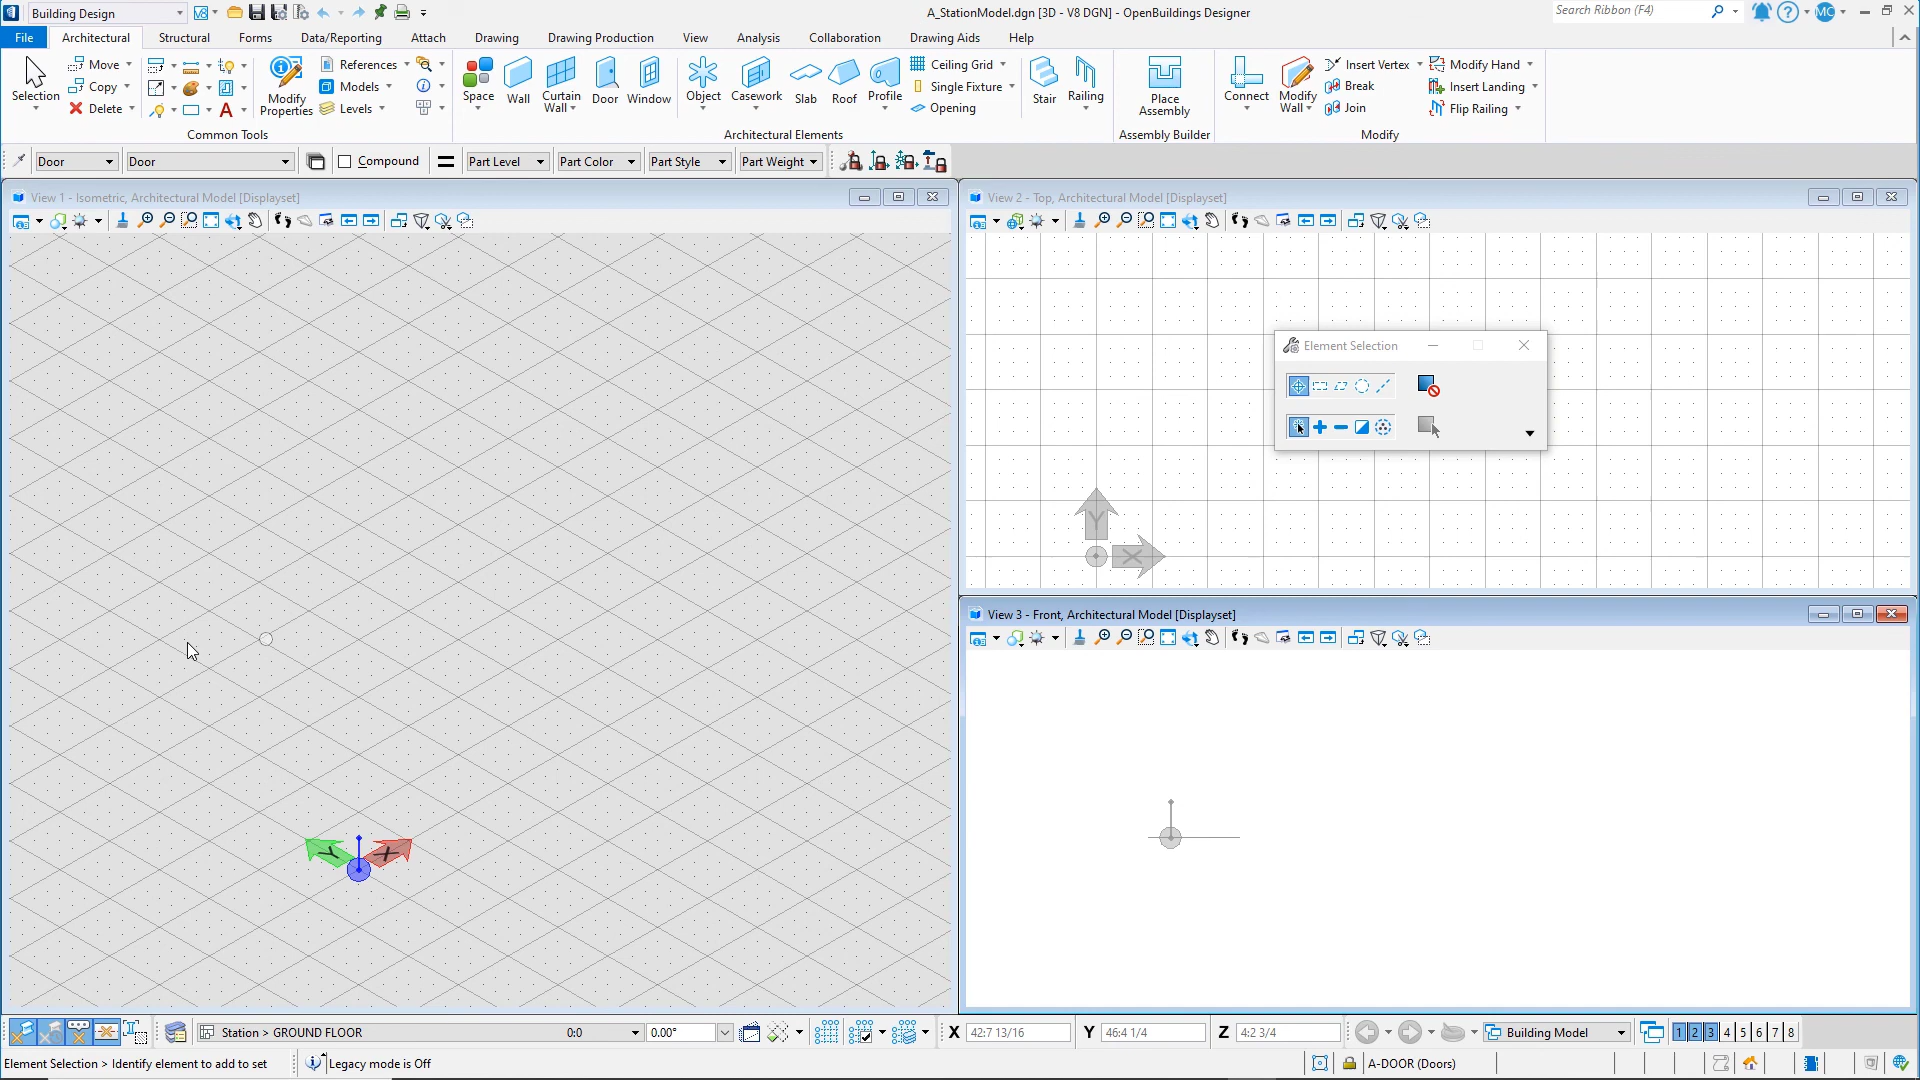 Building Design
A_StationModel.dgn [3D - V8 DGN] - OpenBuildings Designer
Search Ribbon (F4)
MC
File Architectural Structural Forms Data/Reporting Attach Drawing Drawing Production View Analysis Collaboration Drawing Aids Help
Selection
Move
Copy
Delete
Common Tools
Modify Properties
References
Models
Levels
Space
Wall
Curtain Wall
Door
Window
Object
Casework
Slab
Roof
Profile
Ceiling Grid
Single Fixture
Opening
Architectural Elements
Stair
Railing
Place Assembly
Assembly Builder
Connect
Modify Wall
Insert Vertex
Break
Join
Modify Hand
Insert Landing
Flip Railing
Modify
Door
Door
Compound
Part Level
Part Color
Part Style
Part Weight
View 1 - Isometric, Architectural Model [Displayset]
Y
X
View 2 - Top, Architectural Model [Displayset]
Element Selection
Y
X
View 3 - Front, Architectural Model [Displayset]
Station > GROUND FLOOR 0:0
0.00°
X 42:7 13/16
Y 46:4 1/4
Z 4:2 3/4
Building Model
1 2 3 4 5 6 7 8
Element Selection > Identify element to add to set
Legacy mode is Off
A-DOOR (Doors)